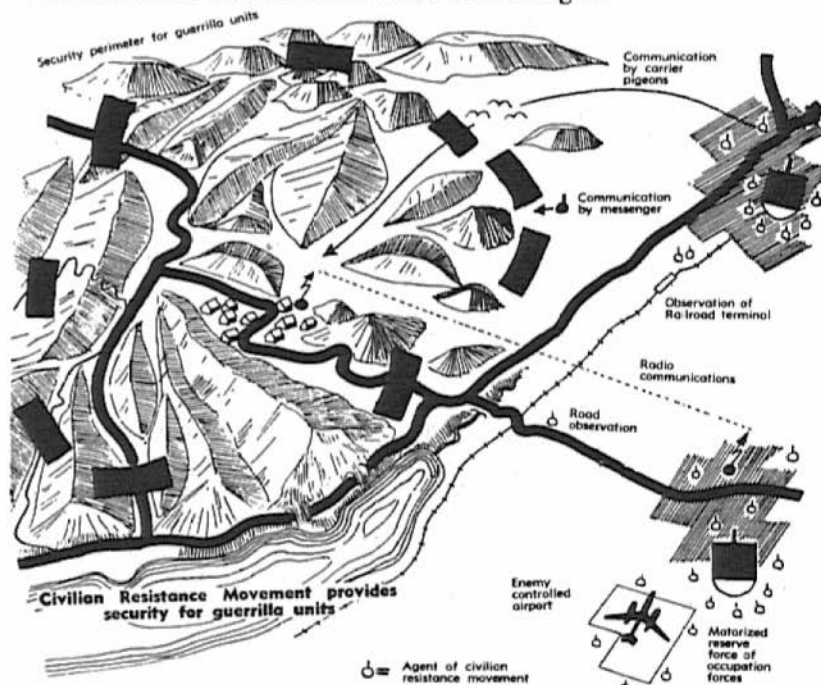 Security perimeter for guerrilla units
Communication
by carrier
pigeons
Communication
by messenger
Observation of
Railroad terminal
Radio
communications
Road
observation
Civilian Resistance Movement provides
security for guerrilla units
Enemy
controlled
airport
Motorized
reserve
force of
occupation
forces
= Agent of civilian
resistance movement